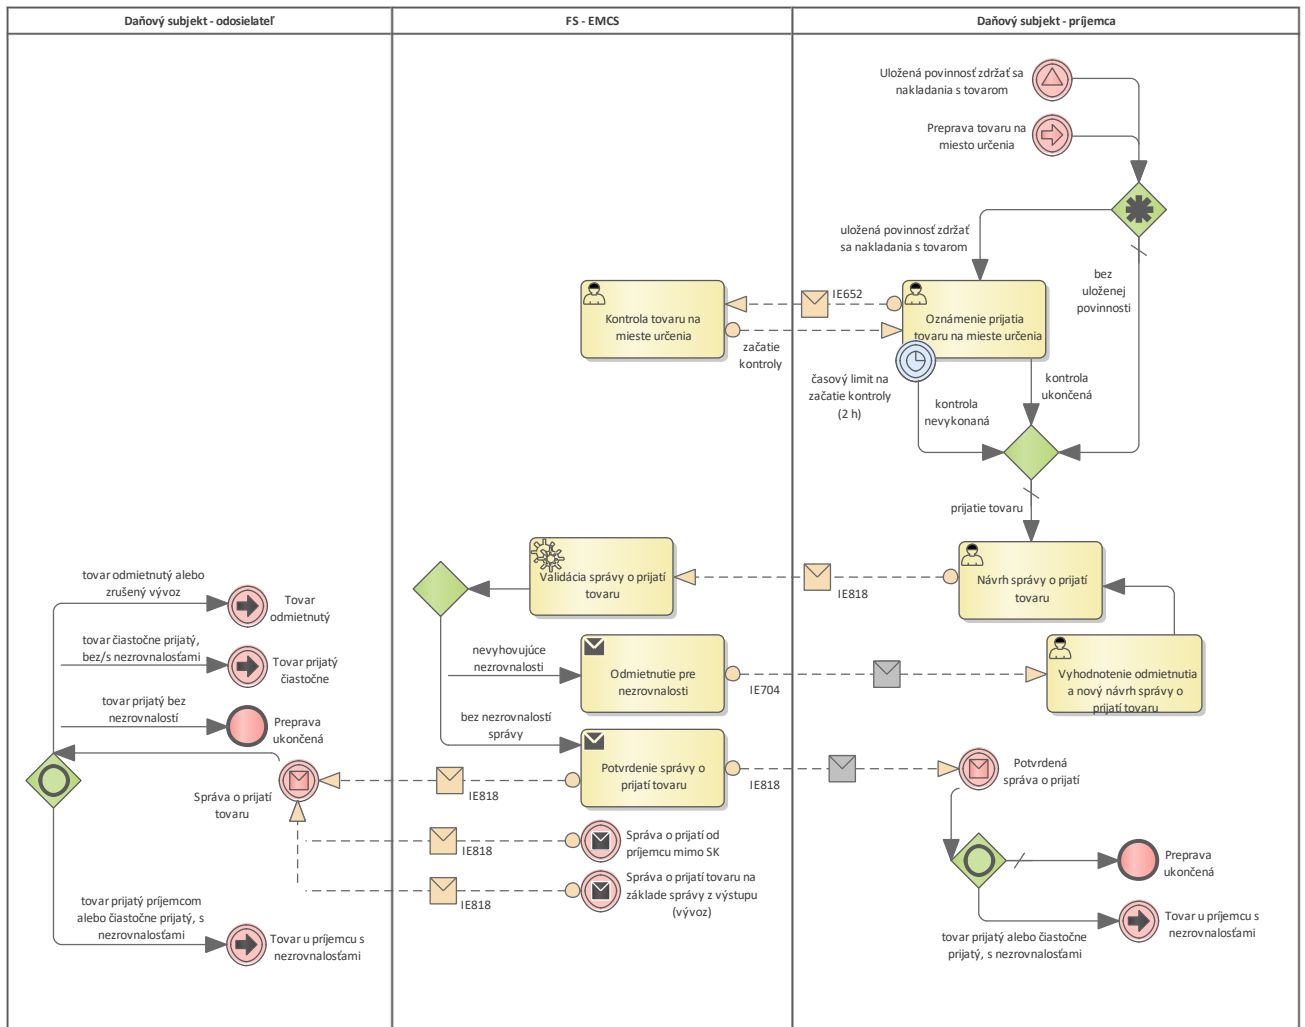 Daňový subjekt - odosielateľ
FS - EMCS
Daňový subjekt - príjemca
Uložená povinnosť zdržať sa
nakladania s tovarom
Preprava tovaru na
miesto určenia
uložená povinnosť zdržať
sa nakladania s tovarom
bez
uloženej
povinnosti
Kontrola tovaru na
mieste určenia
IE652
Oznámenie prijatia
tovaru na mieste určenia
začatie
kontroly
časový limit na
začatie kontroly
(2 h)
kontrola
nevykonaná
kontrola
ukončená
prijatie tovaru
Validácia správy o prijatí
tovaru
IE818
Návrh správy o prijatí
tovaru
tovar odmietnutý alebo
zrušený vývoz
Tovar
odmietnutý
tovar čiastočne prijatý,
bez/s nezrovnalosťami
Tovar prijatý
čiastočne
tovar prijatý bez
nezrovnalostí
Preprava
ukončená
nevyhovujúce
nezrovnalosti
Odmietnutie pre
nezrovnalosti
IE704
Vyhodnotenie odmietnutia
a nový návrh správy o
prijatí tovaru
bez nezrovnalostí
správy
Potvrdenie správy o
prijatí tovaru
IE818
Potvrdená
správa o prijatí
Správa o prijatí
tovaru
IE818
IE818
Správa o prijatí od
príjemcu mimo SK
IE818
Správa o prijatí tovaru na
základe správy z výstupu
(vývoz)
Preprava
ukončená
tovar prijatý príjemcom
alebo čiastočne prijatý, s
nezrovnalosťami
Tovar u príjemcu s
nezrovnalosťami
tovar prijatý alebo čiastočne
prijatý, s nezrovnalosťami
Tovar u príjemcu s
nezrovnalosťami